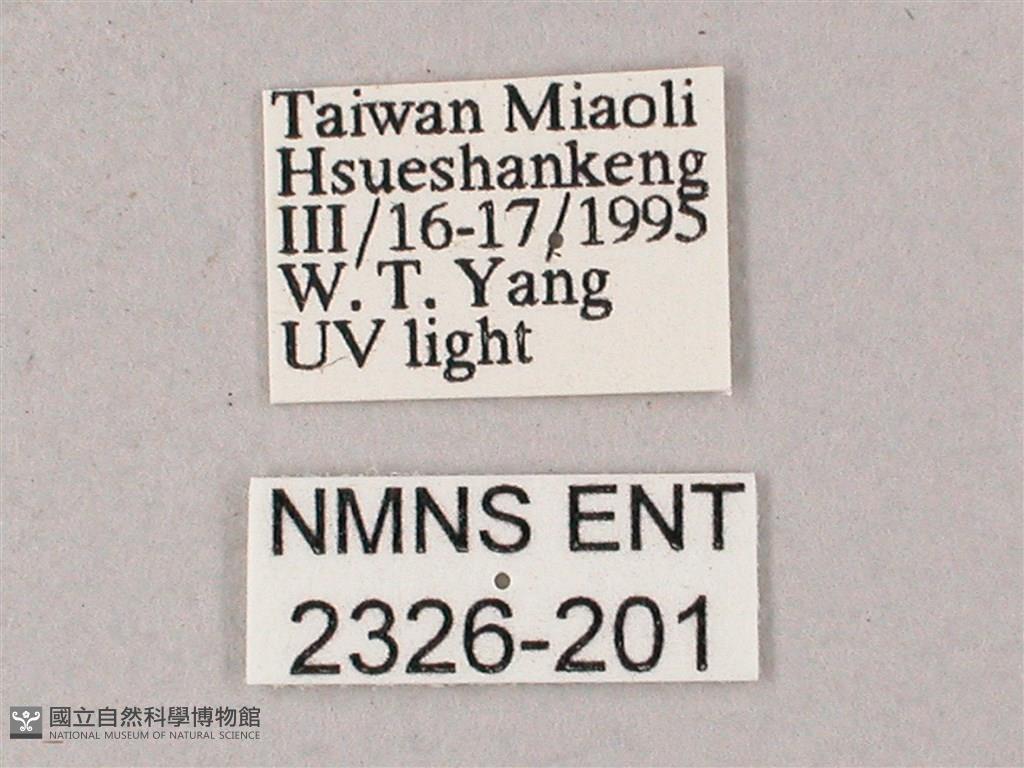 Taiwan Miaoli
Hsueshankeng
III/16-17/1995
W. T. Yang
UV light
NMNS ENT
2326-201
國立自然科學博物館
NATIONAL MUSEUM OF NATURAL SCIENCE